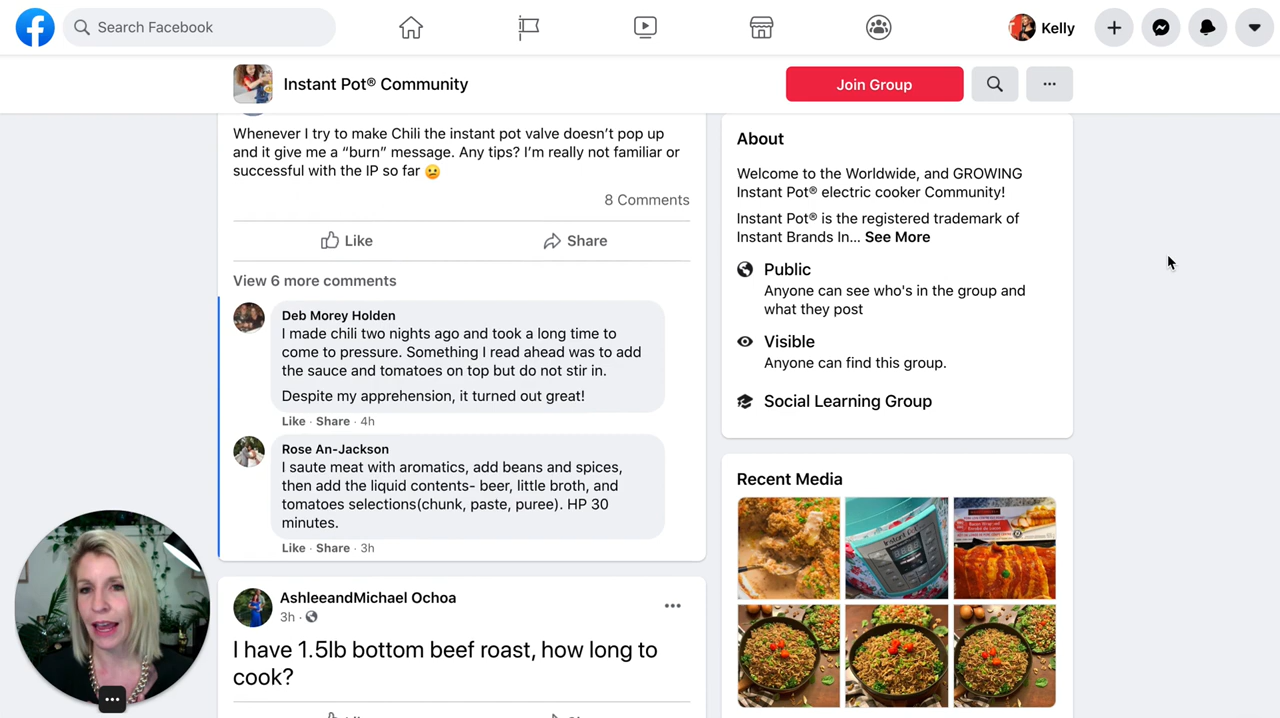 Search Facebook
Kelly
Instant Pot® Community
Join Group
Whenever I try to make Chili the instant pot valve doesn’t pop up
and it give me a “burn” message. Any tips? I’m really not familiar or
successful with the IP so far 😕
8 Comments
Like
Share
View 6 more comments
Deb Morey Holden
I made chili two nights ago and took a long time to
come to pressure. Something I read ahead was to add
the sauce and tomatoes on top but do not stir in.
Despite my apprehension, it turned out great!
Like · Share · 4h
Rose An-Jackson
I saute meat with aromatics, add beans and spices,
then add the liquid contents- beer, little broth, and
tomatoes selections(chunk, paste, puree). HP 30
minutes.
Like · Share · 3h
AshleeandMichael Ochoa
3h ·
I have 1.5lb bottom beef roast, how long to
cook?
About
Welcome to the Worldwide, and GROWING
Instant Pot® electric cooker Community!
Instant Pot® is the registered trademark of
Instant Brands In... See More
Public
Anyone can see who's in the group and
what they post
Visible
Anyone can find this group.
Social Learning Group
Recent Media
Instant Pot